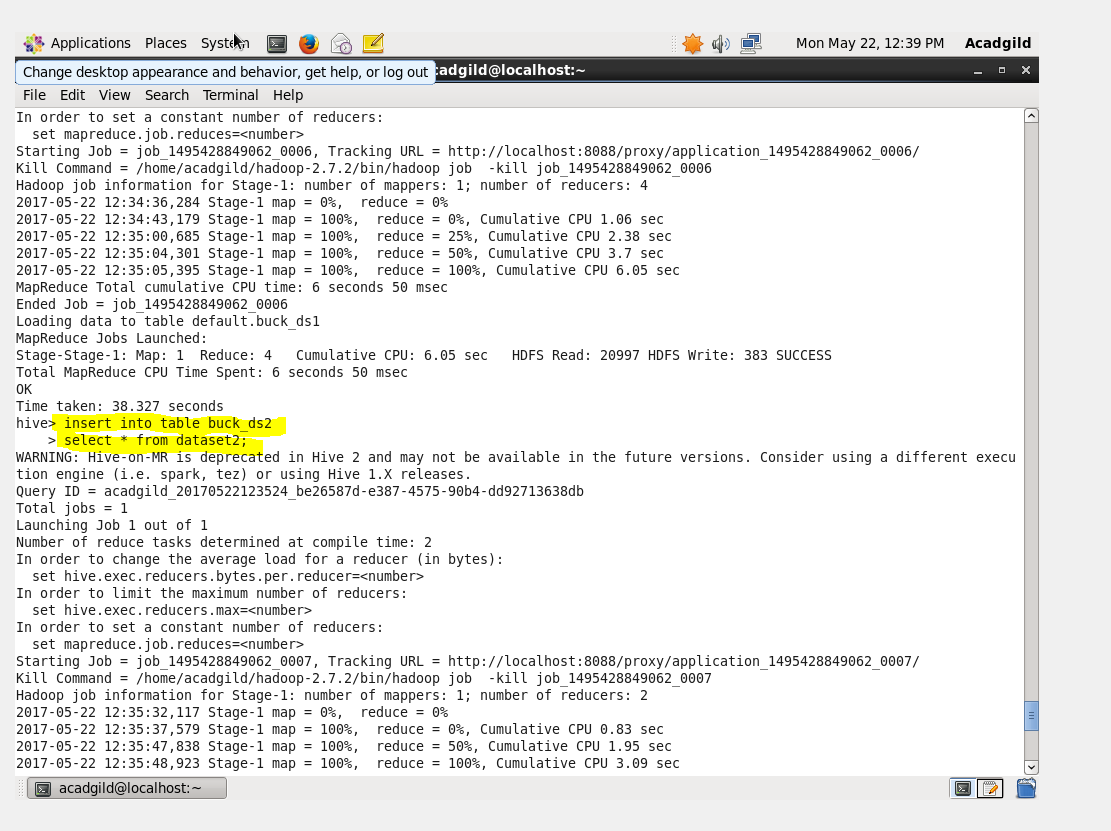 Applications Places System Mon May 22, 12:39 PM Acadgild
Change desktop appearance and behavior, get help, or log out
cadgild@localhost:~
File Edit View Search Terminal Help
In order to set a constant number of reducers:
  set mapreduce.job.reduces=<number>
Starting Job = job_1495428849062_0006, Tracking URL = http://localhost:8088/proxy/application_1495428849062_0006/
Kill Command = /home/acadgild/hadoop-2.7.2/bin/hadoop job  -kill job_1495428849062_0006
Hadoop job information for Stage-1: number of mappers: 1; number of reducers: 4
2017-05-22 12:34:36,284 Stage-1 map = 0%,  reduce = 0%
2017-05-22 12:34:43,179 Stage-1 map = 100%,  reduce = 0%, Cumulative CPU 1.06 sec
2017-05-22 12:35:00,685 Stage-1 map = 100%,  reduce = 25%, Cumulative CPU 2.38 sec
2017-05-22 12:35:04,301 Stage-1 map = 100%,  reduce = 50%, Cumulative CPU 3.7 sec
2017-05-22 12:35:05,395 Stage-1 map = 100%,  reduce = 100%, Cumulative CPU 6.05 sec
MapReduce Total cumulative CPU time: 6 seconds 50 msec
Ended Job = job_1495428849062_0006
Loading data to table default.buck_ds1
MapReduce Jobs Launched:
Stage-Stage-1: Map: 1  Reduce: 4   Cumulative CPU: 6.05 sec   HDFS Read: 20997 HDFS Write: 383 SUCCESS
Total MapReduce CPU Time Spent: 6 seconds 50 msec
OK
Time taken: 38.327 seconds
hive> insert into table buck_ds2
    > select * from dataset2;
WARNING: Hive-on-MR is deprecated in Hive 2 and may not be available in the future versions. Consider using a different execu
tion engine (i.e. spark, tez) or using Hive 1.X releases.
Query ID = acadgild_20170522123524_be26587d-e387-4575-90b4-dd92713638db
Total jobs = 1
Launching Job 1 out of 1
Number of reduce tasks determined at compile time: 2
In order to change the average load for a reducer (in bytes):
  set hive.exec.reducers.bytes.per.reducer=<number>
In order to limit the maximum number of reducers:
  set hive.exec.reducers.max=<number>
In order to set a constant number of reducers:
  set mapreduce.job.reduces=<number>
Starting Job = job_1495428849062_0007, Tracking URL = http://localhost:8088/proxy/application_1495428849062_0007/
Kill Command = /home/acadgild/hadoop-2.7.2/bin/hadoop job  -kill job_1495428849062_0007
Hadoop job information for Stage-1: number of mappers: 1; number of reducers: 2
2017-05-22 12:35:32,117 Stage-1 map = 0%,  reduce = 0%
2017-05-22 12:35:37,579 Stage-1 map = 100%,  reduce = 0%, Cumulative CPU 0.83 sec
2017-05-22 12:35:47,838 Stage-1 map = 100%,  reduce = 50%, Cumulative CPU 1.95 sec
2017-05-22 12:35:48,923 Stage-1 map = 100%,  reduce = 100%, Cumulative CPU 3.09 sec
acadgild@localhost:~